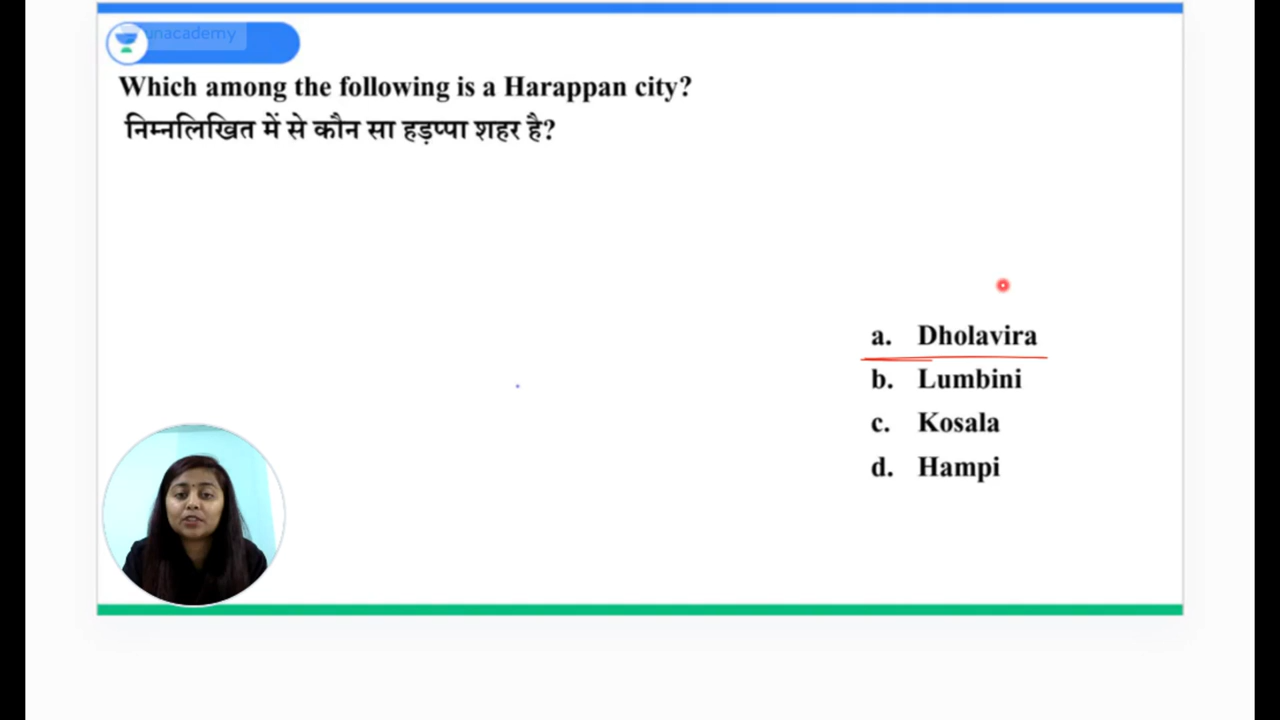 unacademy
Which among the following is a Harappan city?
निम्नलिखित में से कौन सा हड़प्पा शहर है?
a. Dholavira
b. Lumbini
c. Kosala
d. Hampi